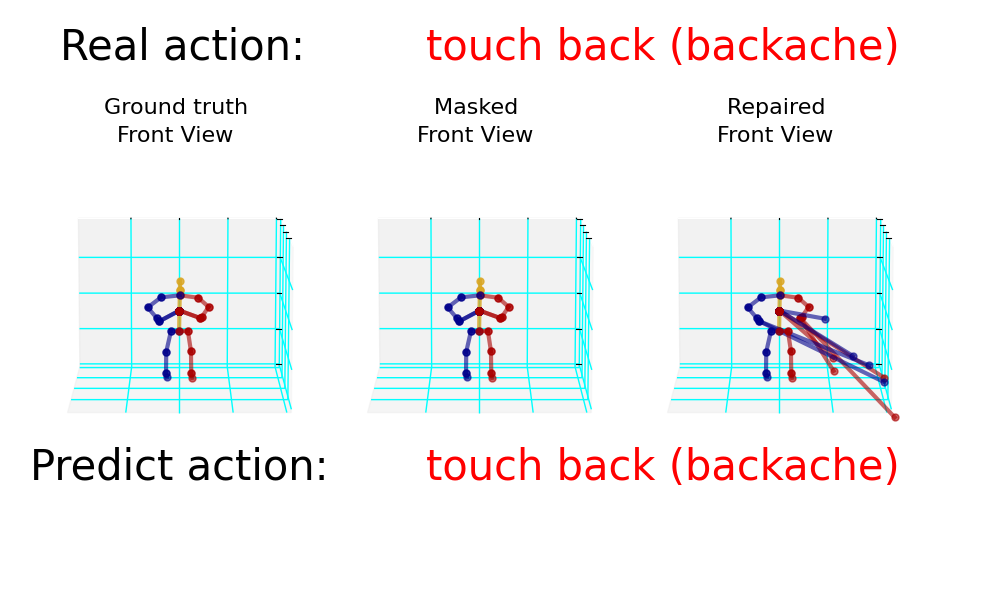 Real action: touch back (backache)
Ground truth Masked Repaired
Front View Front View Front View
Predict action: touch back (backache)